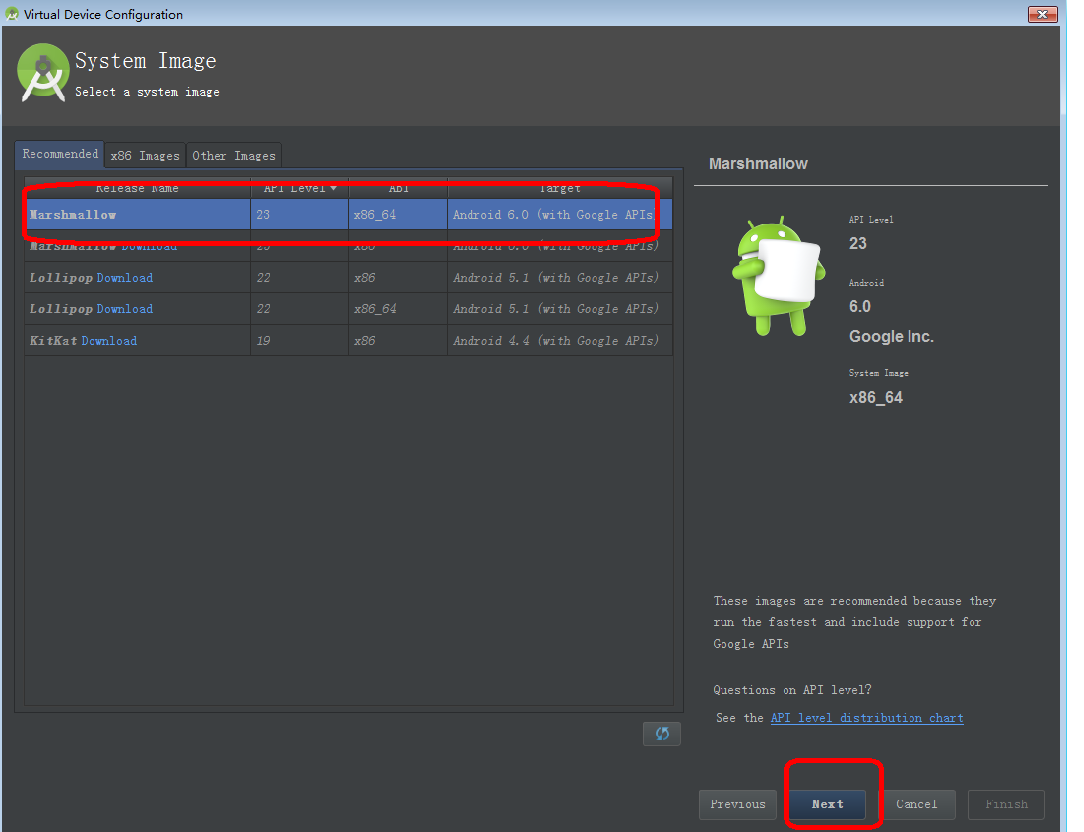 Virtual Device Configuration
System Image
Select a system image
Recommended x86 Images Other Images
Release Name API Level ABI Target
Marshmallow 23 x86_64 Android 6.0 (with Google APIs)
Marshmallow Download 23 x86 Android 6.0 (with Google APIs)
Lollipop Download 22 x86 Android 5.1 (with Google APIs)
Lollipop Download 22 x86_64 Android 5.1 (with Google APIs)
KitKat Download 19 x86 Android 4.4 (with Google APIs)
Marshmallow
API Level
23
Android
6.0
Google Inc.
System Image
x86_64
These images are recommended because they
run the fastest and include support for
Google APIs
Questions on API level?
See the API level distribution chart
Previous Next Cancel Finish